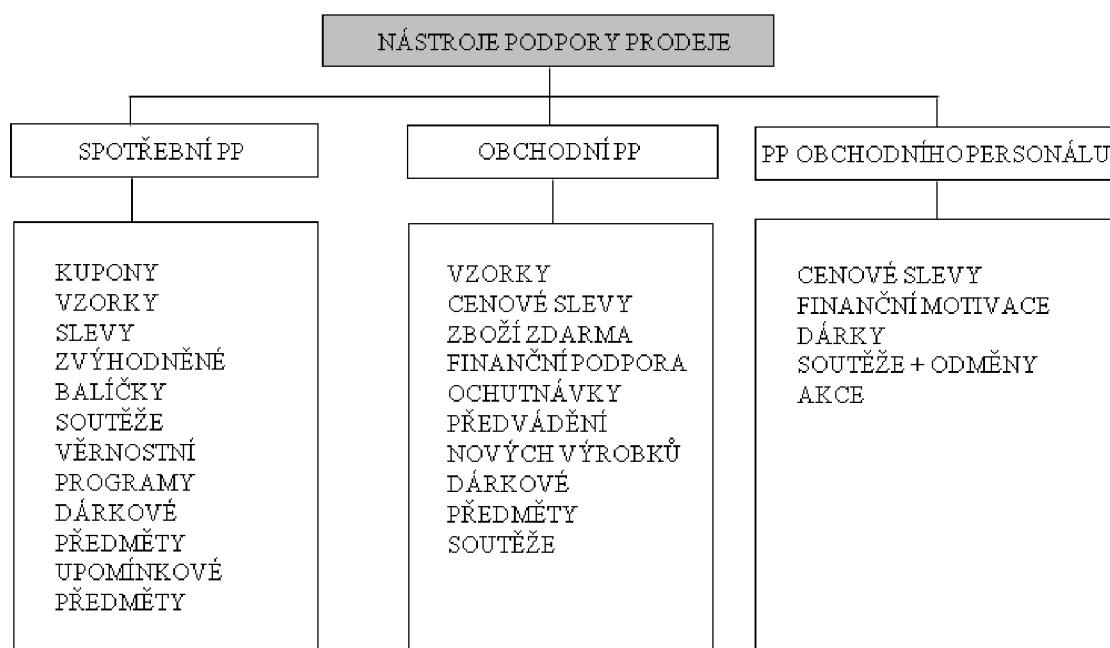 NÁSTROJE PODPORY PRODEJE
SPOTŘEBNÍ PP
KUPONY
VZORKY
SLEVY
ZVÝHODNĚNÉ
BALÍČKY
SOUTĚŽE
VĚRNOSTNÍ
PROGRAMY
DÁRKOVÉ
PŘEDMĚTY
UPOMÍNKOVÉ
PŘEDMĚTY
OBCHODNÍ PP
VZORKY
CENOVÉ SLEVY
ZBOŽÍ ZDARMA
FINANČNÍ PODPORA
OCHUTNÁVKY
PŘEDVÁDĚNÍ
NOVÝCH VÝROBKŮ
DÁRKOVÉ
PŘEDMĚTY
SOUTĚŽE
PP OBCHODNÍHO PERSONÁLU
CENOVÉ SLEVY
FINANČNÍ MOTIVACE
DÁRKY
SOUTĚŽE + ODMĚNY
AKCE